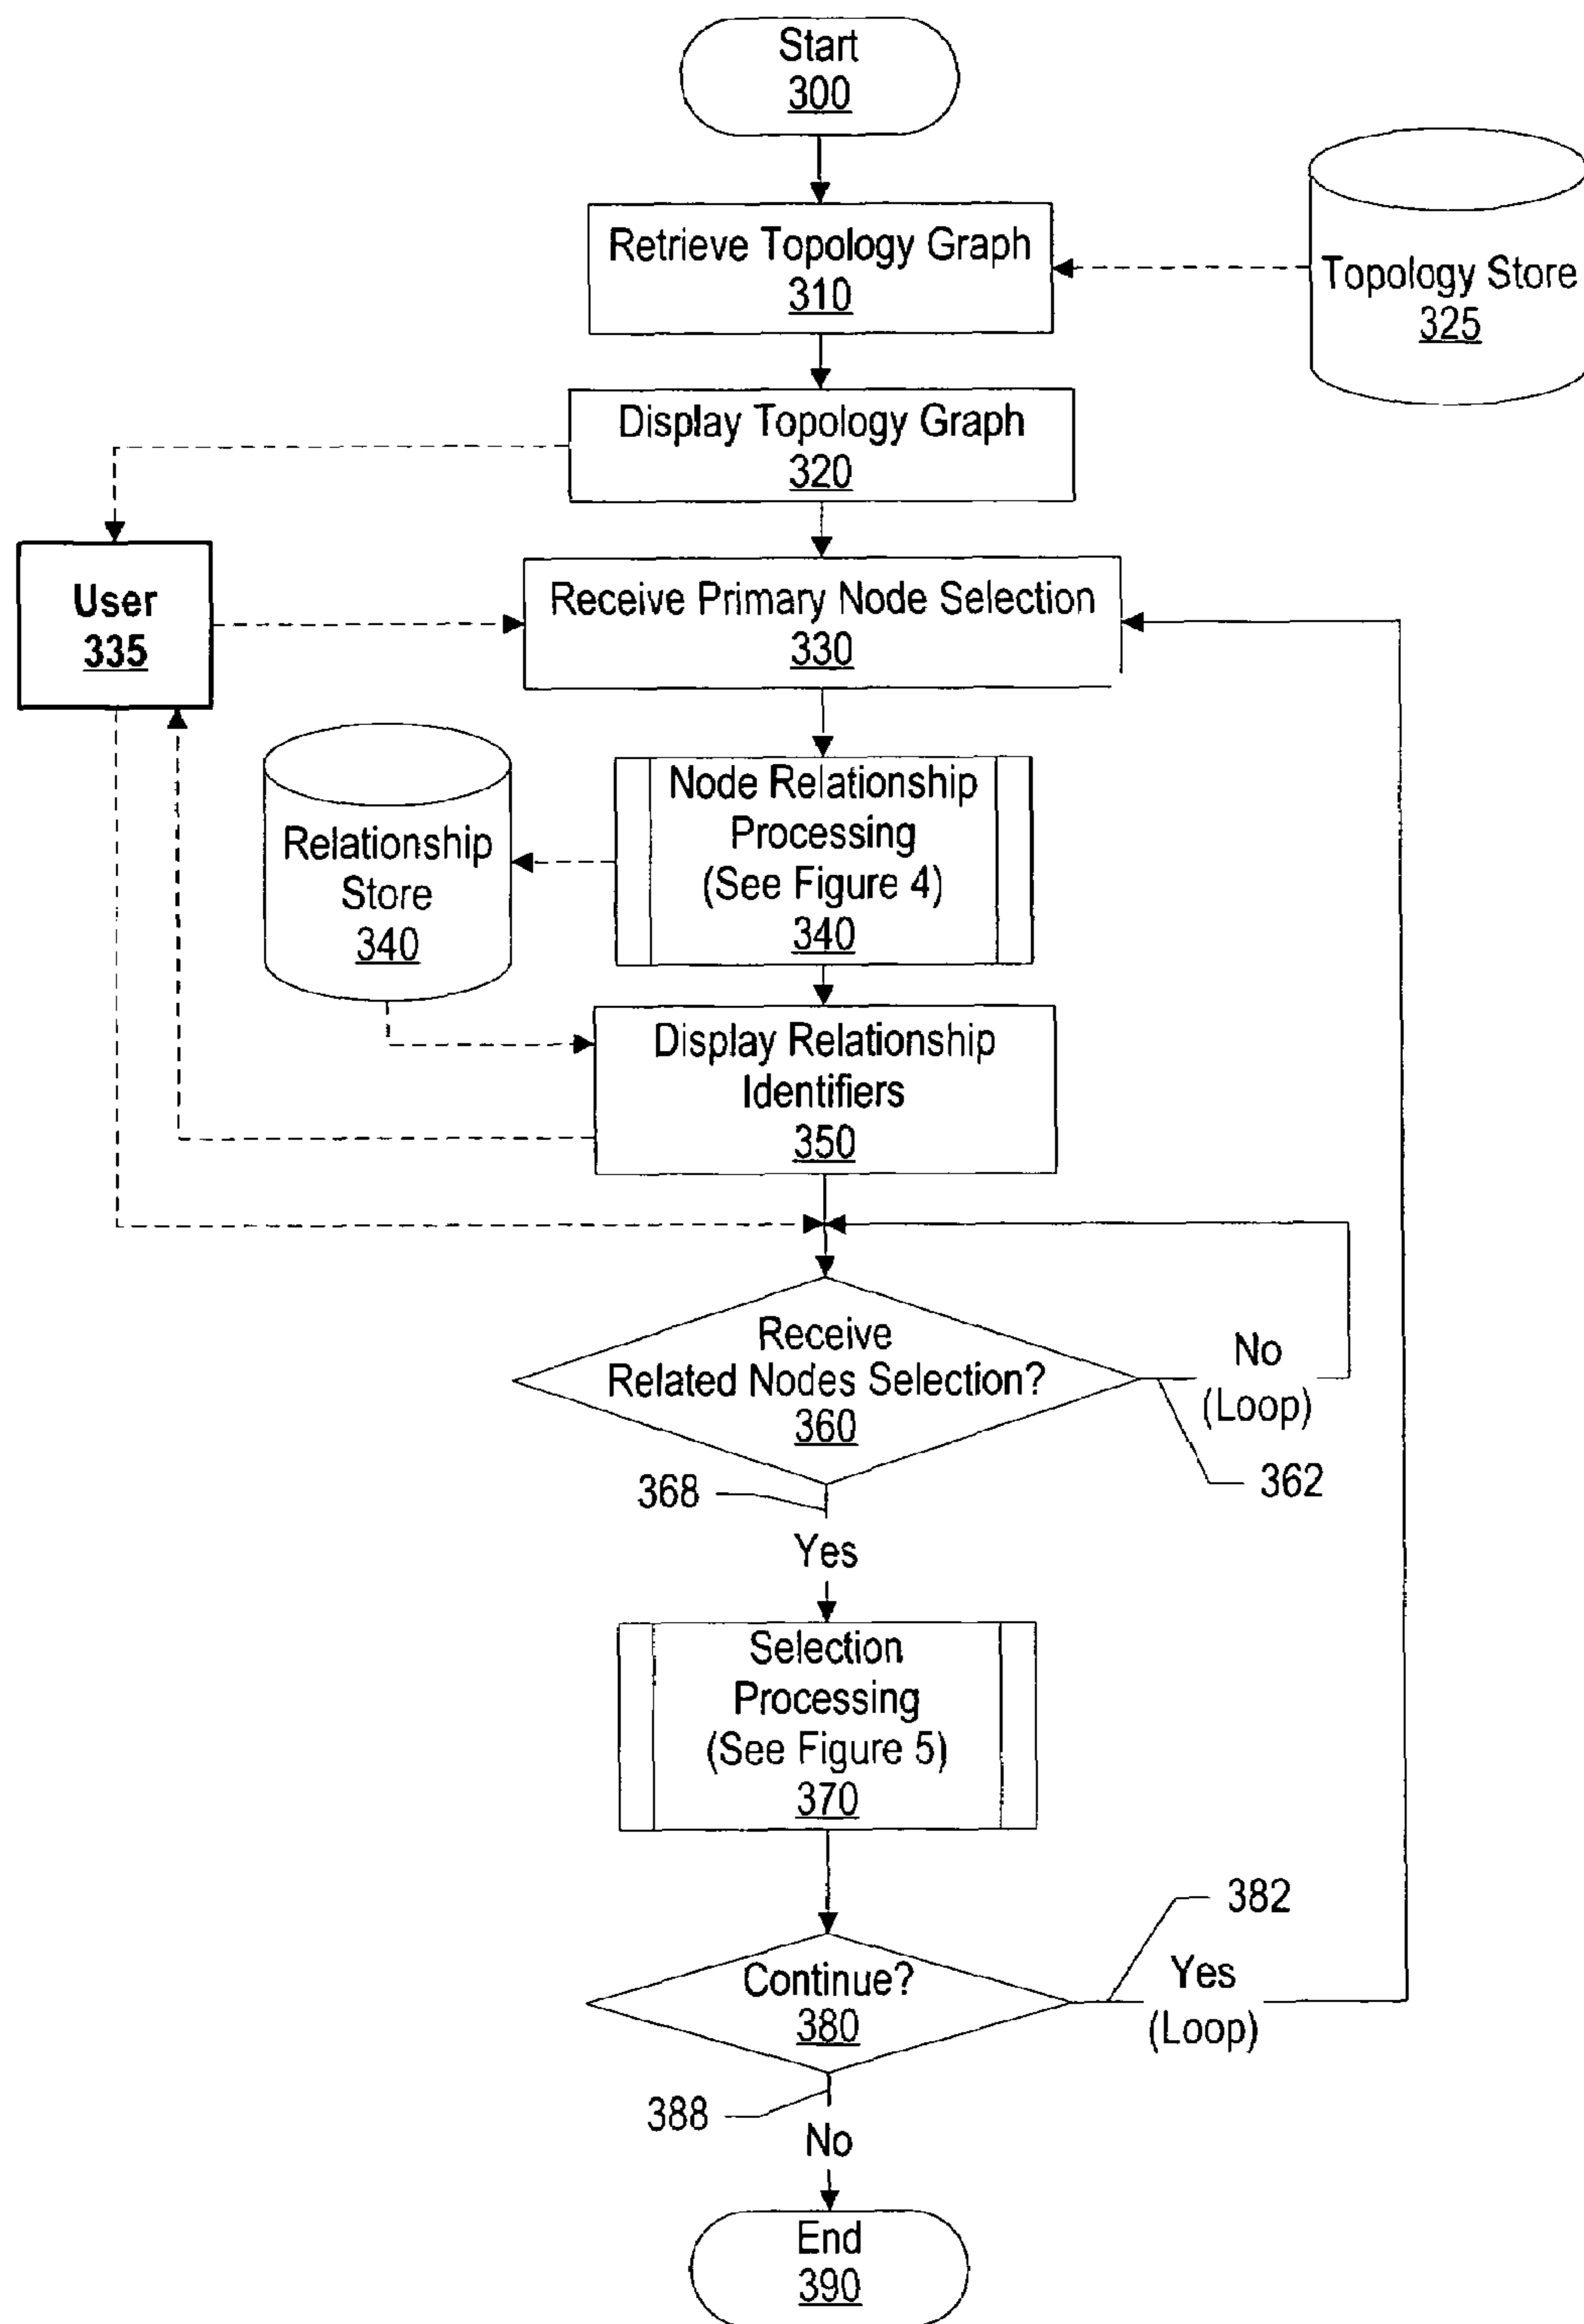 Start
300
Retrieve Topology Graph
310
Topology Store
325
Display Topology Graph
320
User
335
Receive Primary Node Selection
330
Relationship
Store
340
Node Relationship
Processing
(See Figure 4)
340
Display Relationship
Identifiers
350
Receive
Related Nodes Selection?
360
No
(Loop)
362
368
Yes
Selection
Processing
(See Figure 5)
370
382
Continue?
380
Yes
(Loop)
388
No
End
390